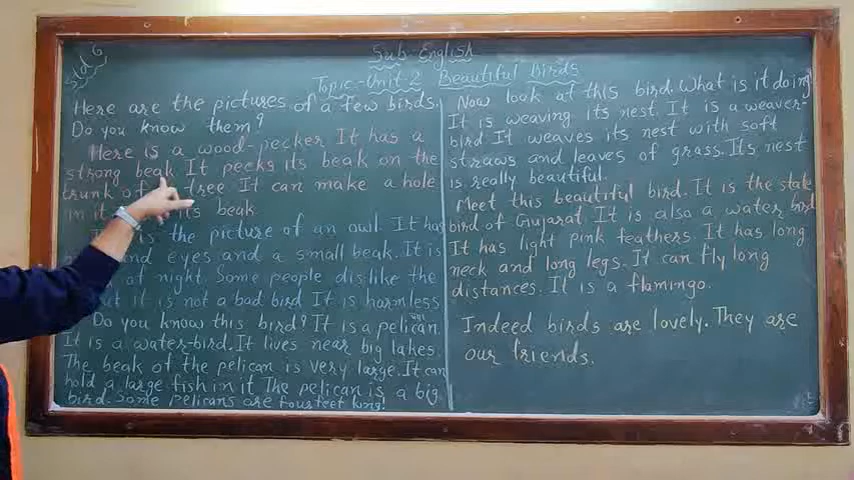 Std 6
Sub-English
Topic-Unit-2 Beautiful birds
Here are the pictures of a few birds.
Do you know them?
Here is a wood-pecker It has a
strong beak It pecks its beak on the
trunk of tree It can make a hole
in it its beak
is the picture of an owl. It has
and eyes and a small beak. It is
of night. Some people dislike the
it is not a bad bird It is harmless
Do you know this bird? It is a pelican.
It is a water-bird. It lives near big lakes.
The beak of the pelican is very large. It can
hold a large fish in it The pelican is a big
bird. Some pelicans are four feet long!
Now look at this bird. What is it doing
It is weaving its nest. It is a weaver-
bird It weaves its nest with soft
straws and leaves of grass. Its nest
is really beautiful.
Meet this beautiful bird. It is the state
bird of Gujarat. It is also a water bird
It has light pink feathers. It has long
neck and long legs. It can fly long
distances. It is a flamingo.
Indeed birds are lovely. They are
our friends.